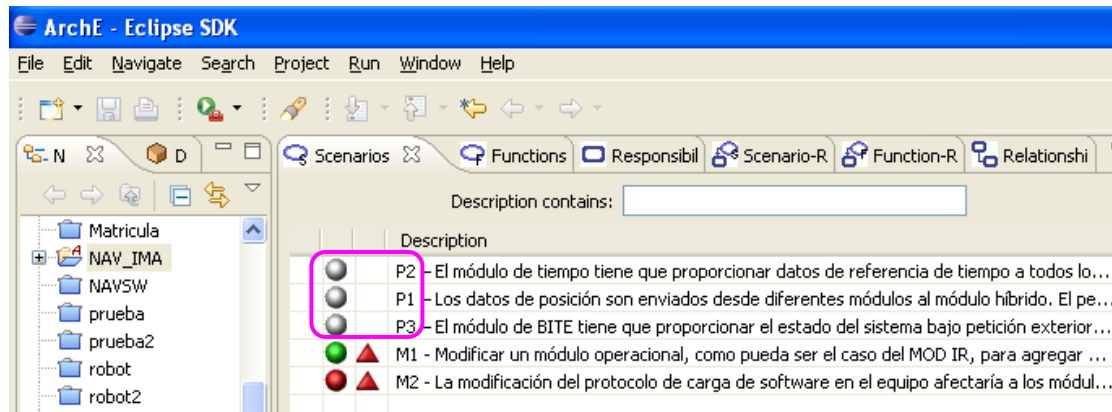 ArchE - Eclipse SDK
File Edit Navigate Search Project Run Window Help
N D Scenarios Functions Responsibil Scenario-R Function-R Relationshi
Description contains:
Matricula
NAV_IMA
NAVSW
prueba
prueba2
robot
robot2
Description
P2 - El módulo de tiempo tiene que proporcionar datos de referencia de tiempo a todos lo...
P1 - Los datos de posición son enviados desde diferentes módulos al módulo híbrido. El pe...
P3 - El módulo de BITE tiene que proporcionar el estado del sistema bajo petición exterior...
M1 - Modificar un módulo operacional, como pueda ser el caso del MOD IR, para agregar ...
M2 - La modificación del protocolo de carga de software en el equipo afectaría a los módul...